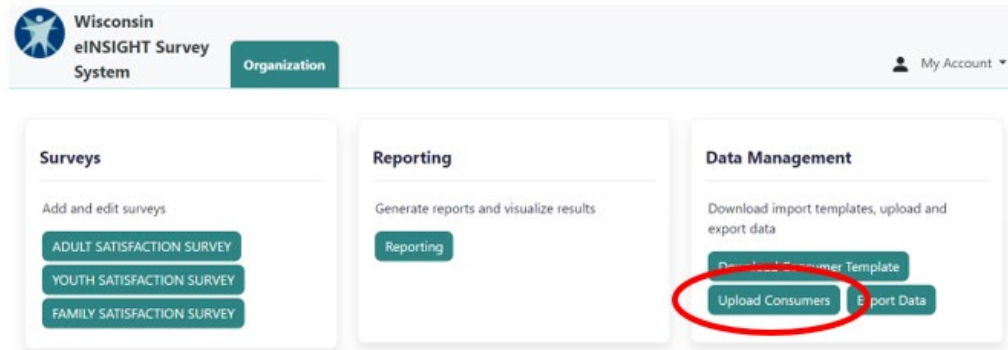 Wisconsin
eINSIGHT Survey
System
Organization
My Account
Surveys
Add and edit surveys
ADULT SATISFACTION SURVEY
YOUTH SATISFACTION SURVEY
FAMILY SATISFACTION SURVEY
Reporting
Generate reports and visualize results
Reporting
Data Management
Download import templates, upload and
export data
Download Consumer Template
Upload Consumers
Export Data